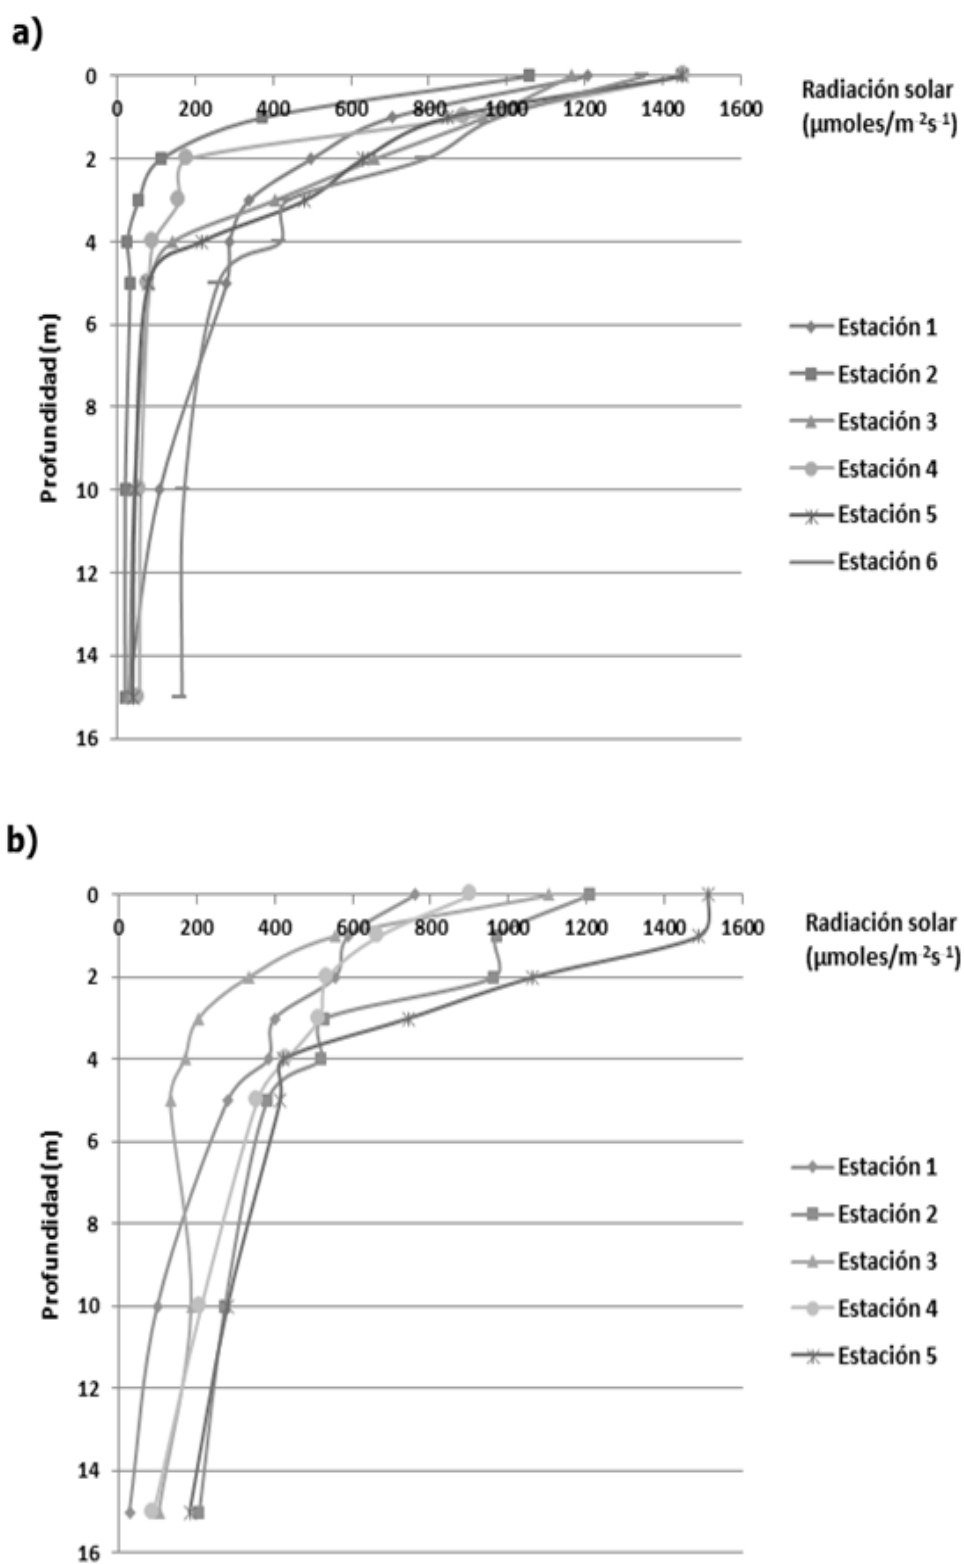 a)
0 200 400 600 800 1000 1200 1400 1600
Radiación solar
(µmoles/m ²s⁻¹)
0
2
4
6
8
10
12
14
16
Profundidad (m)
Estación 1
Estación 2
Estación 3
Estación 4
Estación 5
Estación 6
b)
0 200 400 600 800 1000 1200 1400 1600
Radiación solar
(µmoles/m ²s⁻¹)
0
2
4
6
8
10
12
14
16
Profundidad (m)
Estación 1
Estación 2
Estación 3
Estación 4
Estación 5